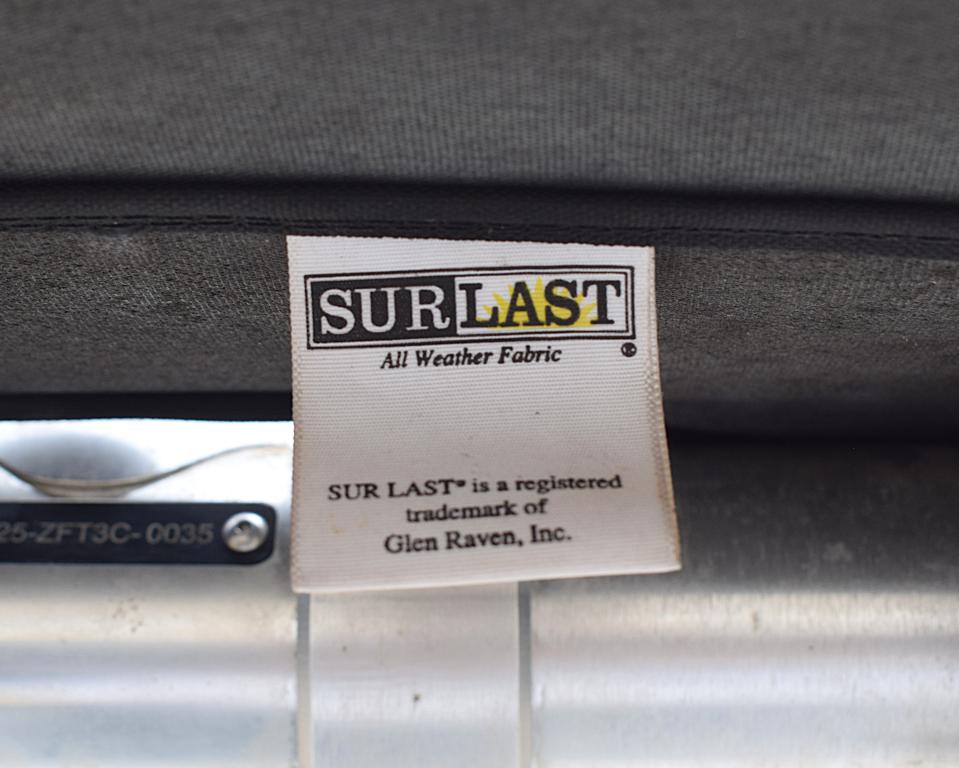 SURLAST
All Weather Fabric
®
SUR LAST® is a registered
trademark of
Glen Raven, Inc.
25-ZFT3C-0035